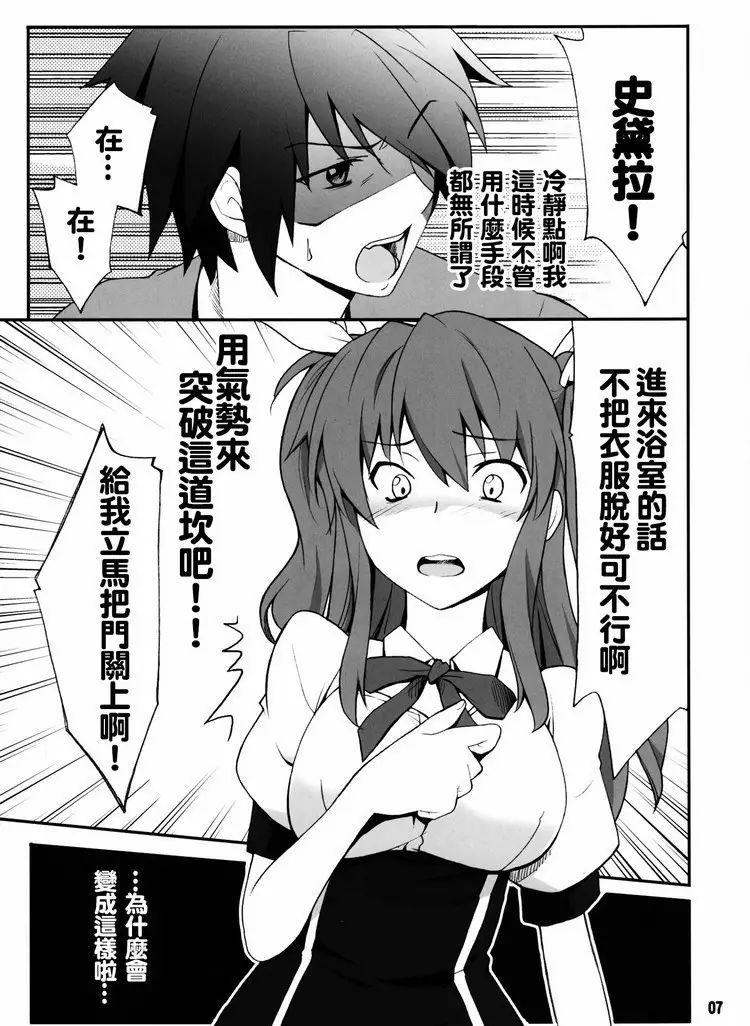 史黛拉！
在…
在！
冷靜點啊我
這時候不管
用什麼手段
都無所謂了
進來浴室的話
不把衣服脫好可不行啊
用氣勢來
突破這道坎吧！！
給我立馬把門關上啊！
…為什麼會
變成這樣啦…
07